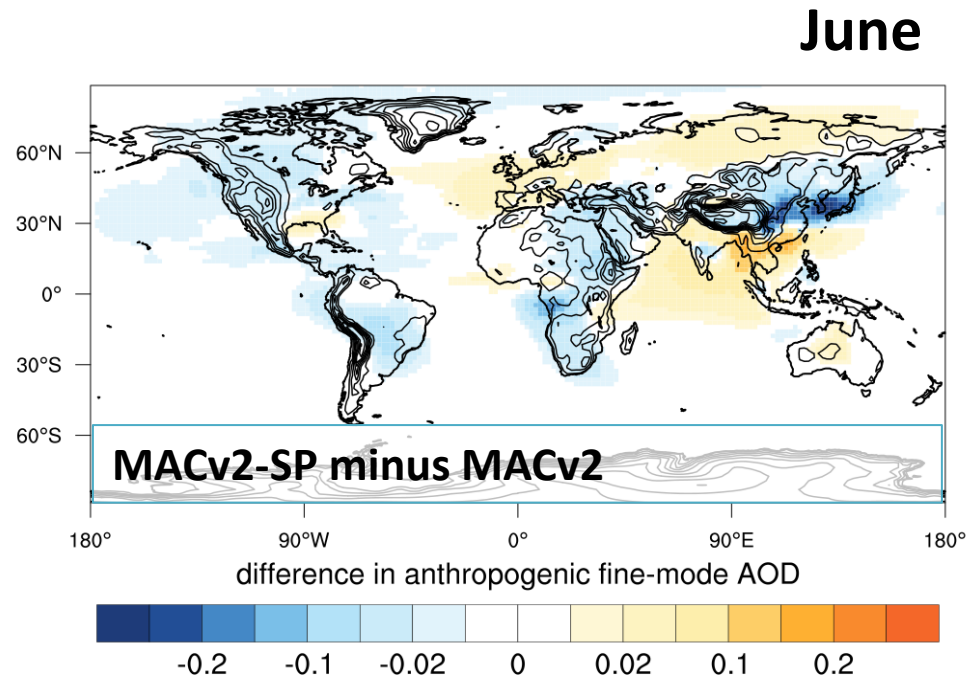 June
60°N
30°N
0°
30°S
60°S
MACv2-SP minus MACv2
180° 90°W 0° 90°E 180°
difference in anthropogenic fine-mode AOD
-0.2 -0.1 -0.02 0 0.02 0.1 0.2